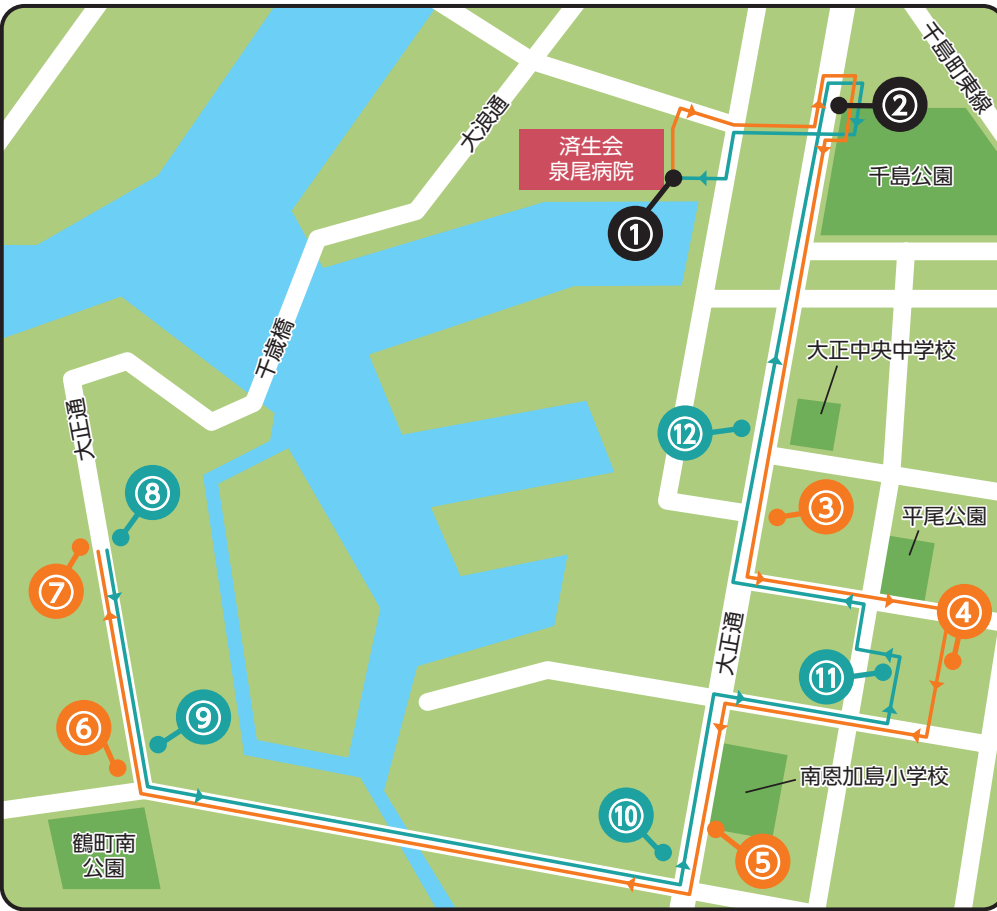 千島町東線
大浪通
済生会
泉尾病院
②
千島公園
①
千歳橋
大正中央中学校
大正通
⑫
⑧
③
平尾公園
⑦
④
大正通
⑪
⑥
⑨
南恩加島小学校
⑩
鶴町南
公園
⑤